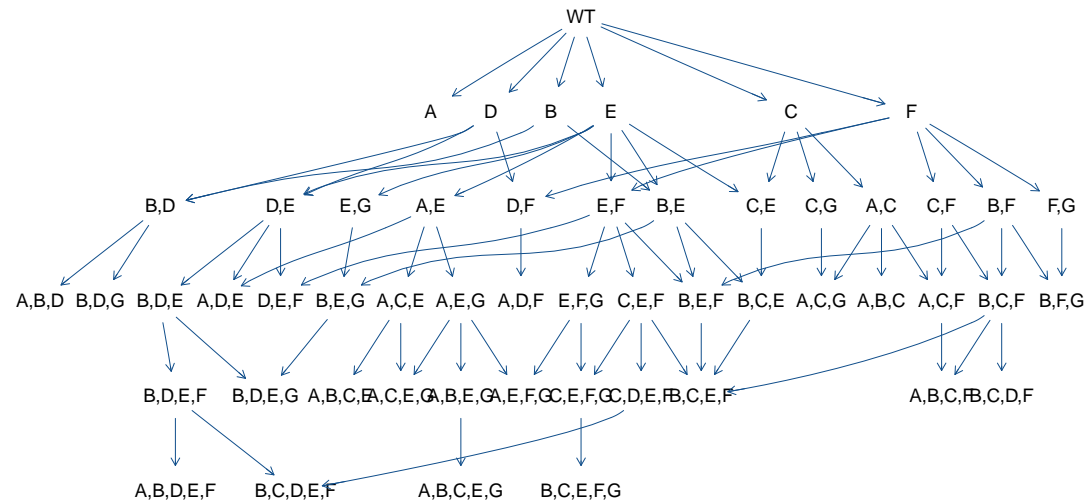 WT
A D B E C F
B,D D,E E,G A,E D,F E,F B,E C,E C,G A,C C,F B,F F,G
A,B,D B,D,G B,D,E A,D,E D,E,F B,E,G A,C,E A,E,G A,D,F E,F,G C,E,F B,E,F B,C,E A,C,G A,B,C A,C,F B,C,F B,F,G
B,D,E,F B,D,E,G A,B,C,E A,C,E,G A,B,E,G A,E,F,G C,E,F,G C,D,E,F B,C,E,F A,B,C,F B,C,D,F
A,B,D,E,F B,C,D,E,F A,B,C,E,G B,C,E,F,G